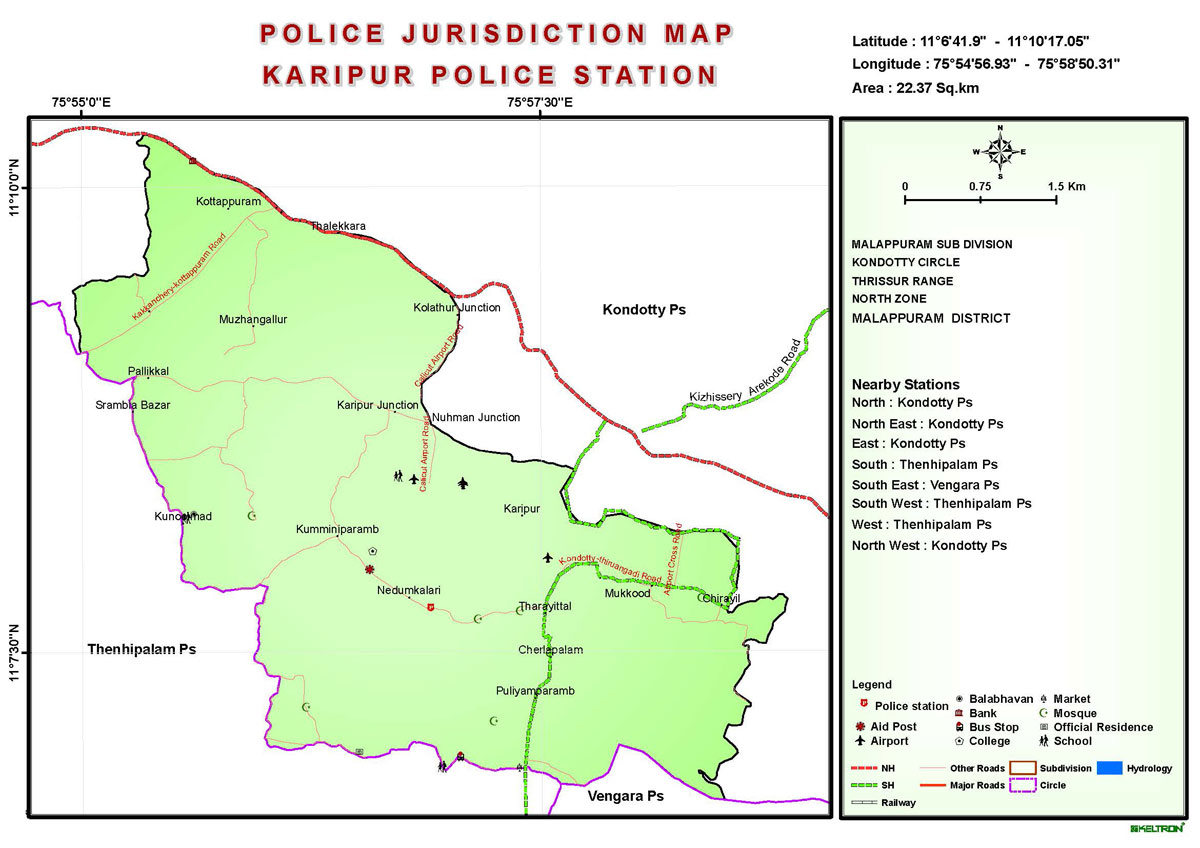 POLICE JURISDICTION MAP
KARIPUR POLICE STATION
Latitude : 11°6'41.9" - 11°10'17.05"
Longitude : 75°54'56.93" - 75°58'50.31"
Area : 22.37 Sq.km
75°55'0"E
75°57'30"E
11°10'0"N
11°7'30"N
Kottappuram
Thalekkara
Kakkanchery-kottappuram Road
Kolathur Junction
Kondotty Ps
Muzhangallur
Calicut Airport Road
Kizhissery Arekode Road
Pallikkal
Srambia Bazar
Karipur Junction
Nuhman Junction
Calicut Airport Road
Karipur
Kumminiparamb
Kondotty-thiruangadi Road
Airport Cross Road
Nedumkalari
Mukkood
Chirayil
Tharayittal
Thenhipalam Ps
Cherlapalam
Puliyamparamb
Vengara Ps
N
W
E
S
0
0.75
1.5 Km
MALAPPURAM SUB DIVISION
KONDOTTY CIRCLE
THRISSUR RANGE
NORTH ZONE
MALAPPURAM DISTRICT
Nearby Stations
North : Kondotty Ps
North East : Kondotty Ps
East : Kondotty Ps
South : Thenhipalam Ps
South East : Vengara Ps
South West : Thenhipalam Ps
West : Thenhipalam Ps
North West : Kondotty Ps
Legend
Police station
Aid Post
Airport
Balabhavan
Bank
Bus Stop
College
Market
Mosque
Official Residence
School
NH
SH
Railway
Other Roads
Major Roads
Subdivision
Circle
Hydrology
KELTRON